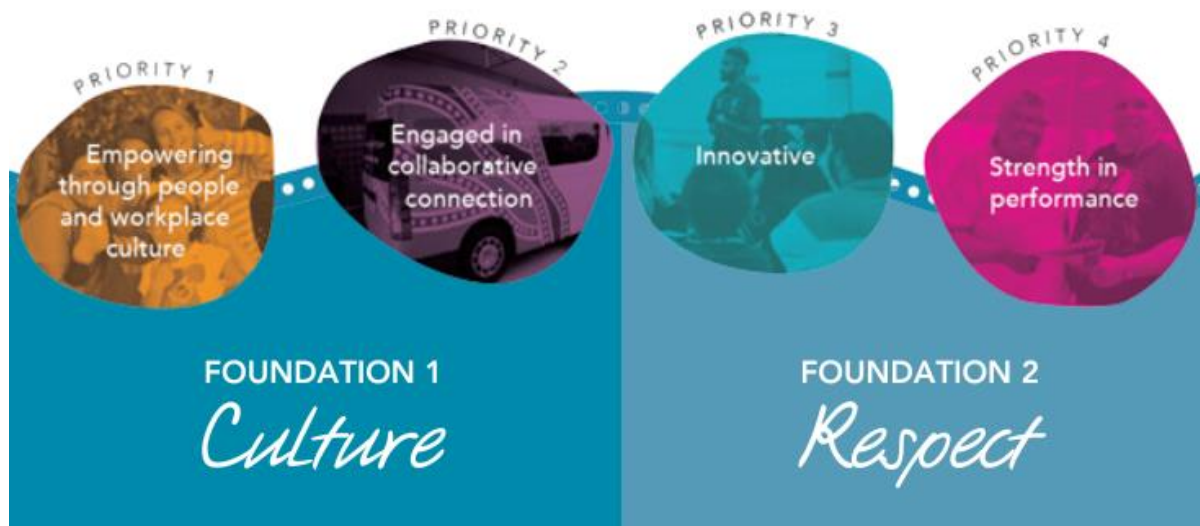 PRIORITY 1
Empowering
through people
and workplace
culture
PRIORITY 2
Engaged in
collaborative
connection
PRIORITY 3
Innovative
PRIORITY 4
Strength in
performance
FOUNDATION 1
Culture
FOUNDATION 2
Respect